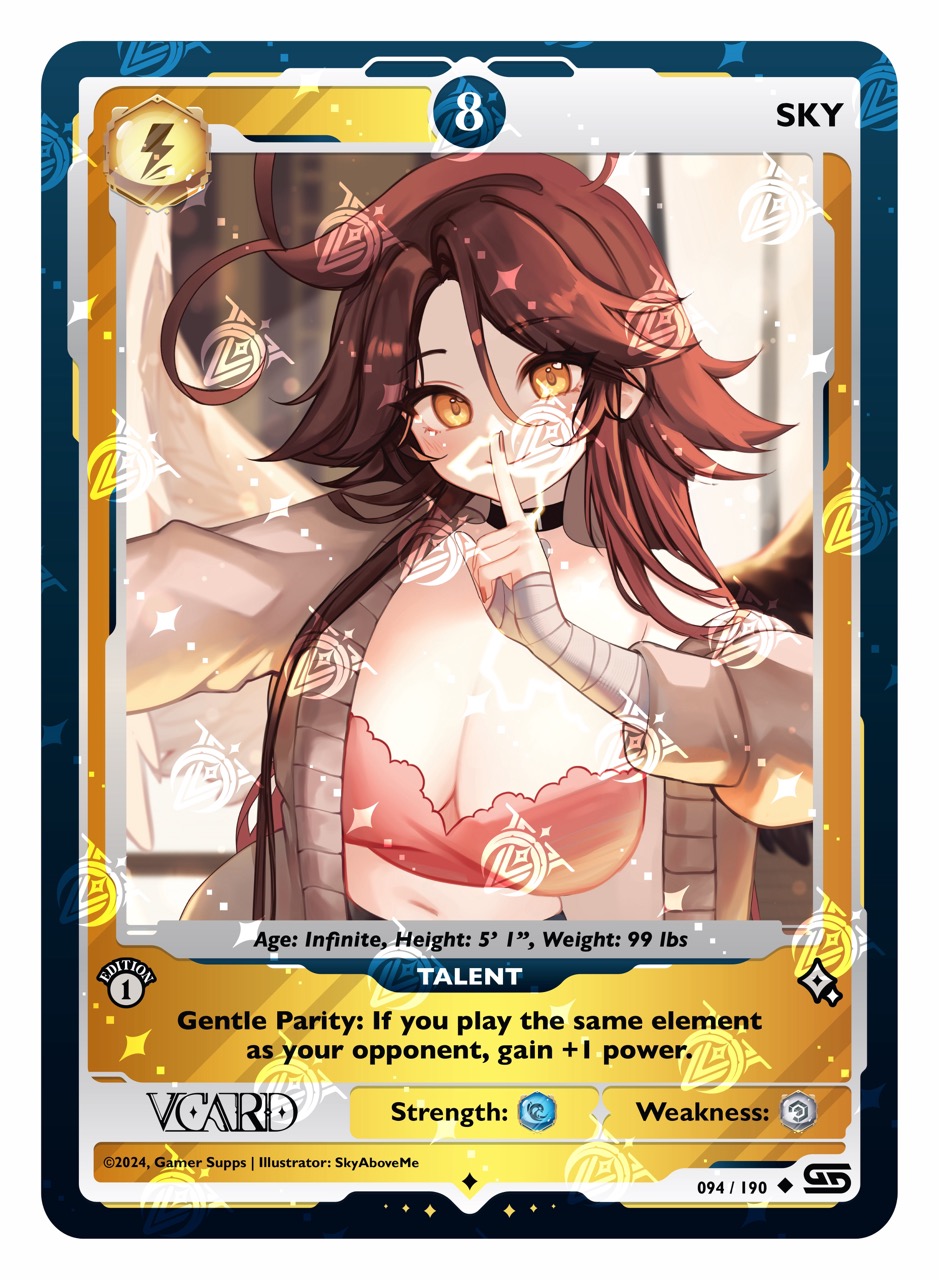 8
SKY
Age: Infinite, Height: 5’ 1”, Weight: 99 lbs
EDITION
1
TALENT
Gentle Parity: If you play the same element
as your opponent, gain +1 power.
VCARD
Strength:
Weakness:
©2024, Gamer Supps | Illustrator: SkyAboveMe
094 / 190
GS